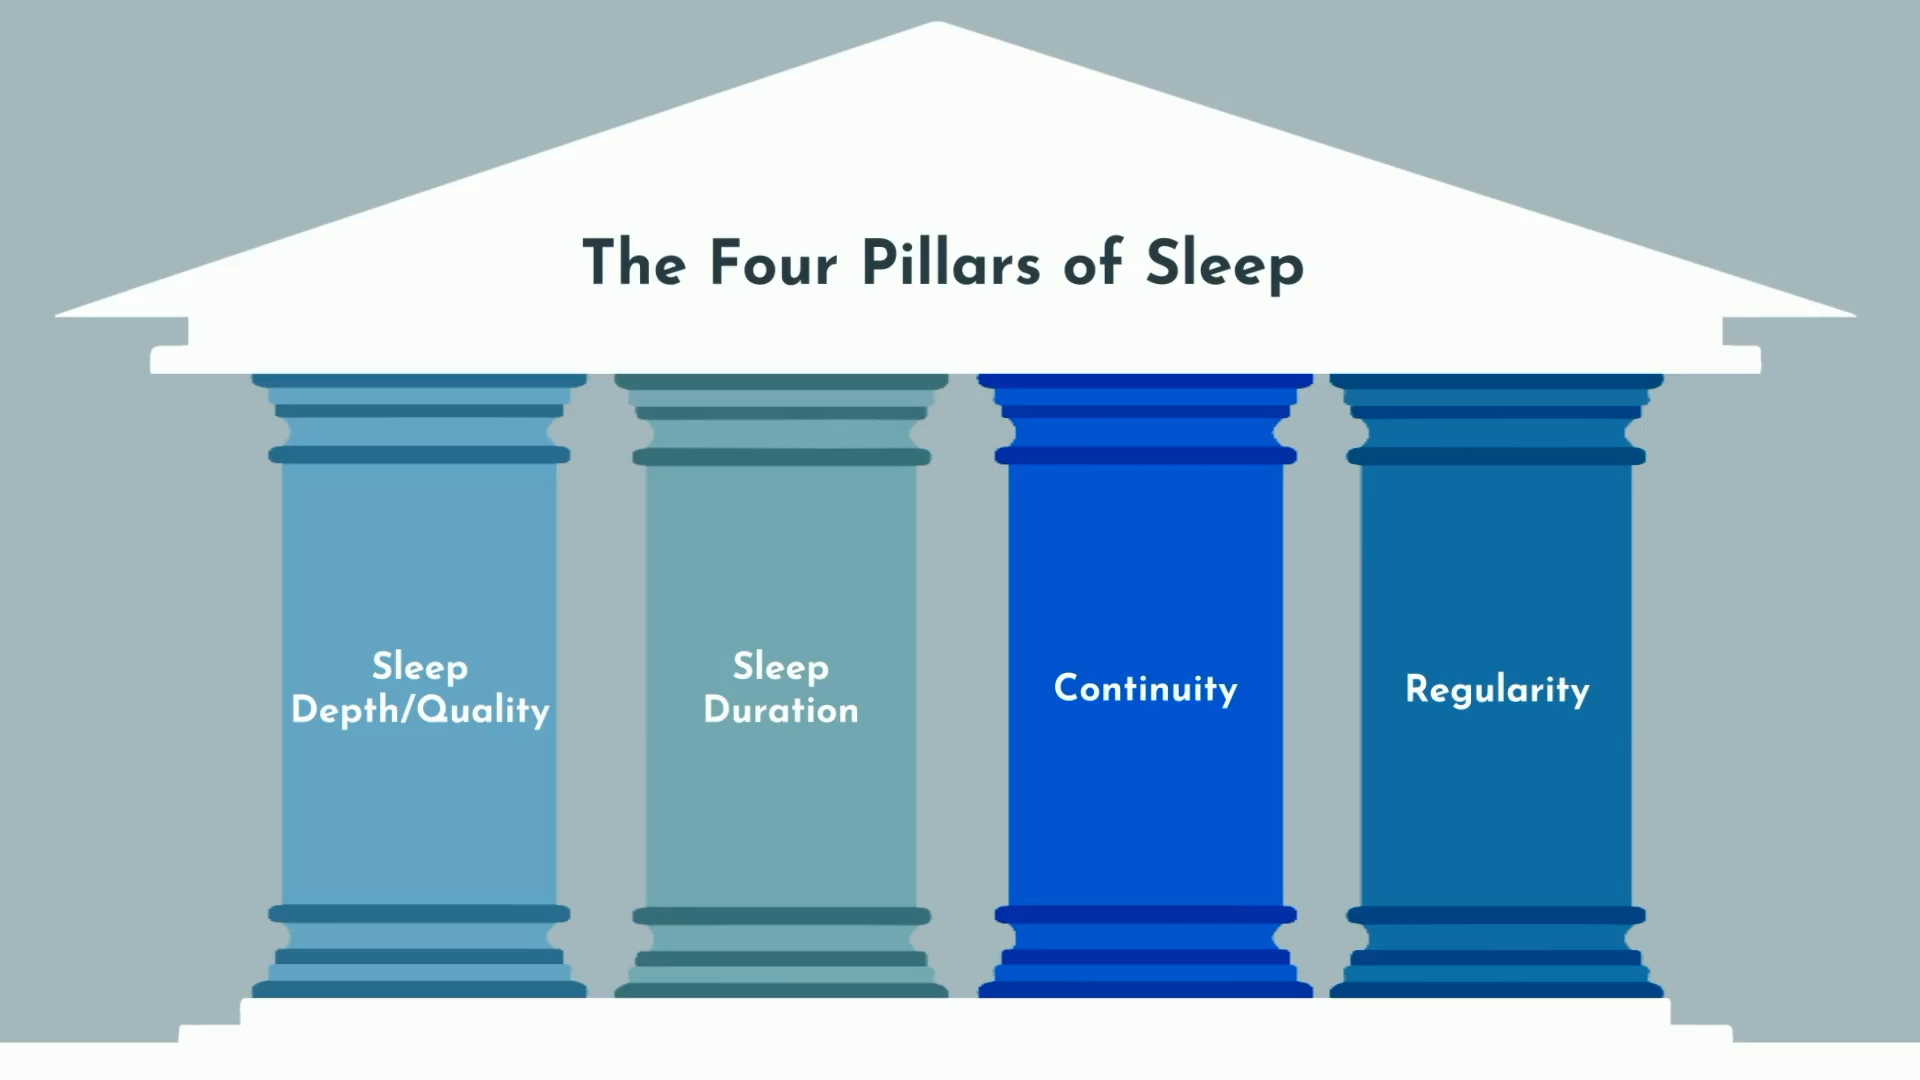 The Four Pillars of Sleep
Sleep
Depth/Quality
Sleep
Duration
Continuity
Regularity